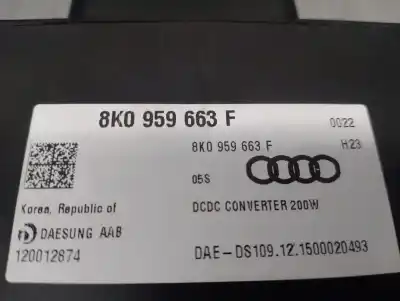 8K0 959 663 F
0022
8K0 959 663 F
H23
05S
Korea, Republic of
DCDC CONVERTER 200W
DAESUNG AAB
120012874
DAE-DS109.12.1500020493